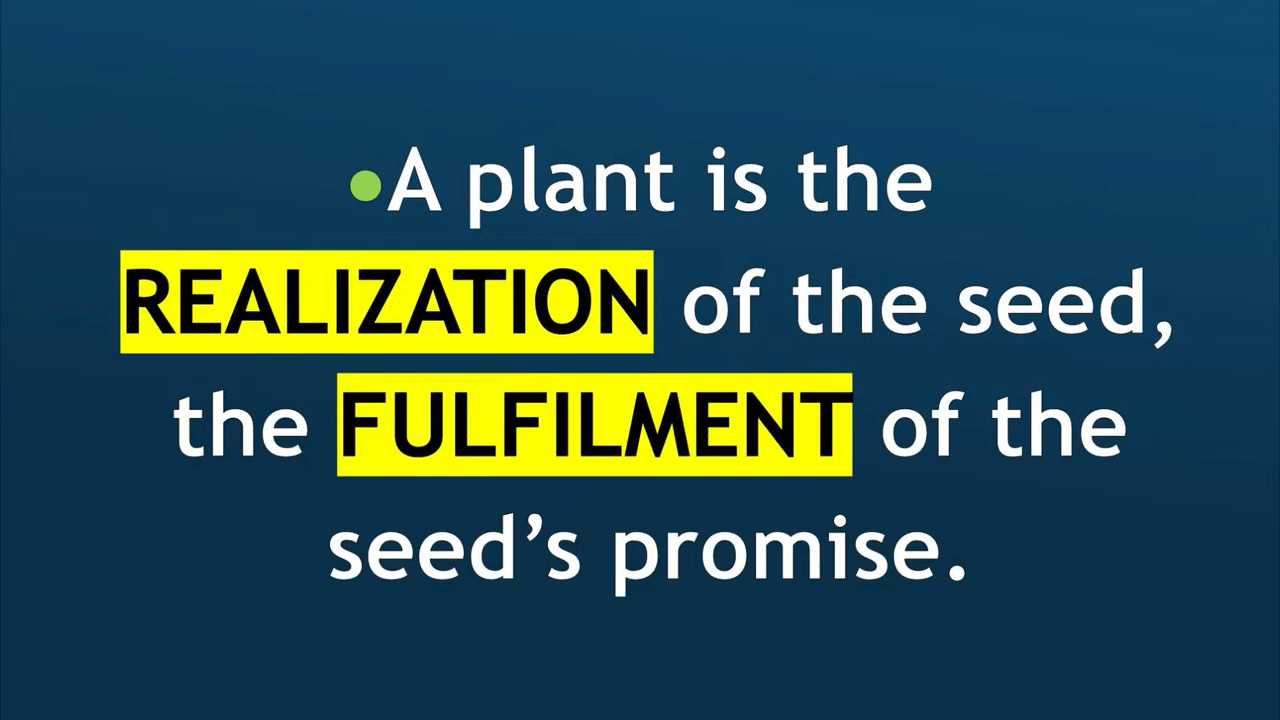 •A plant is the
REALIZATION of the seed,
the FULFILMENT of the
seed’s promise.